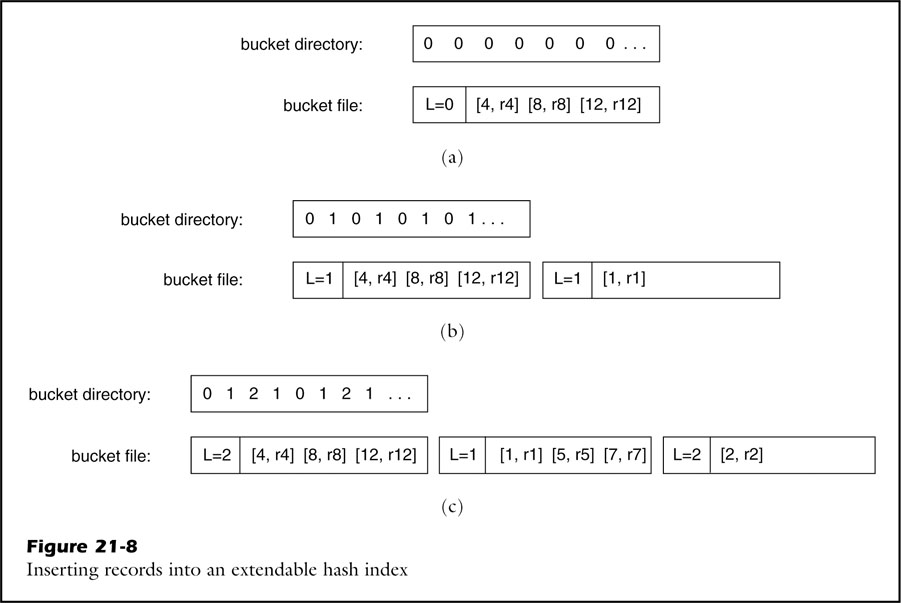 bucket directory: 0 0 0 0 0 0 0 . . .
bucket file: L=0 [4, r4] [8, r8] [12, r12]
(a)
bucket directory: 0 1 0 1 0 1 0 1 . . .
bucket file: L=1 [4, r4] [8, r8] [12, r12] L=1 [1, r1]
(b)
bucket directory: 0 1 2 1 0 1 2 1 . . .
bucket file: L=2 [4, r4] [8, r8] [12, r12] L=1 [1, r1] [5, r5] [7, r7] L=2 [2, r2]
(c)
Figure 21-8
Inserting records into an extendable hash index